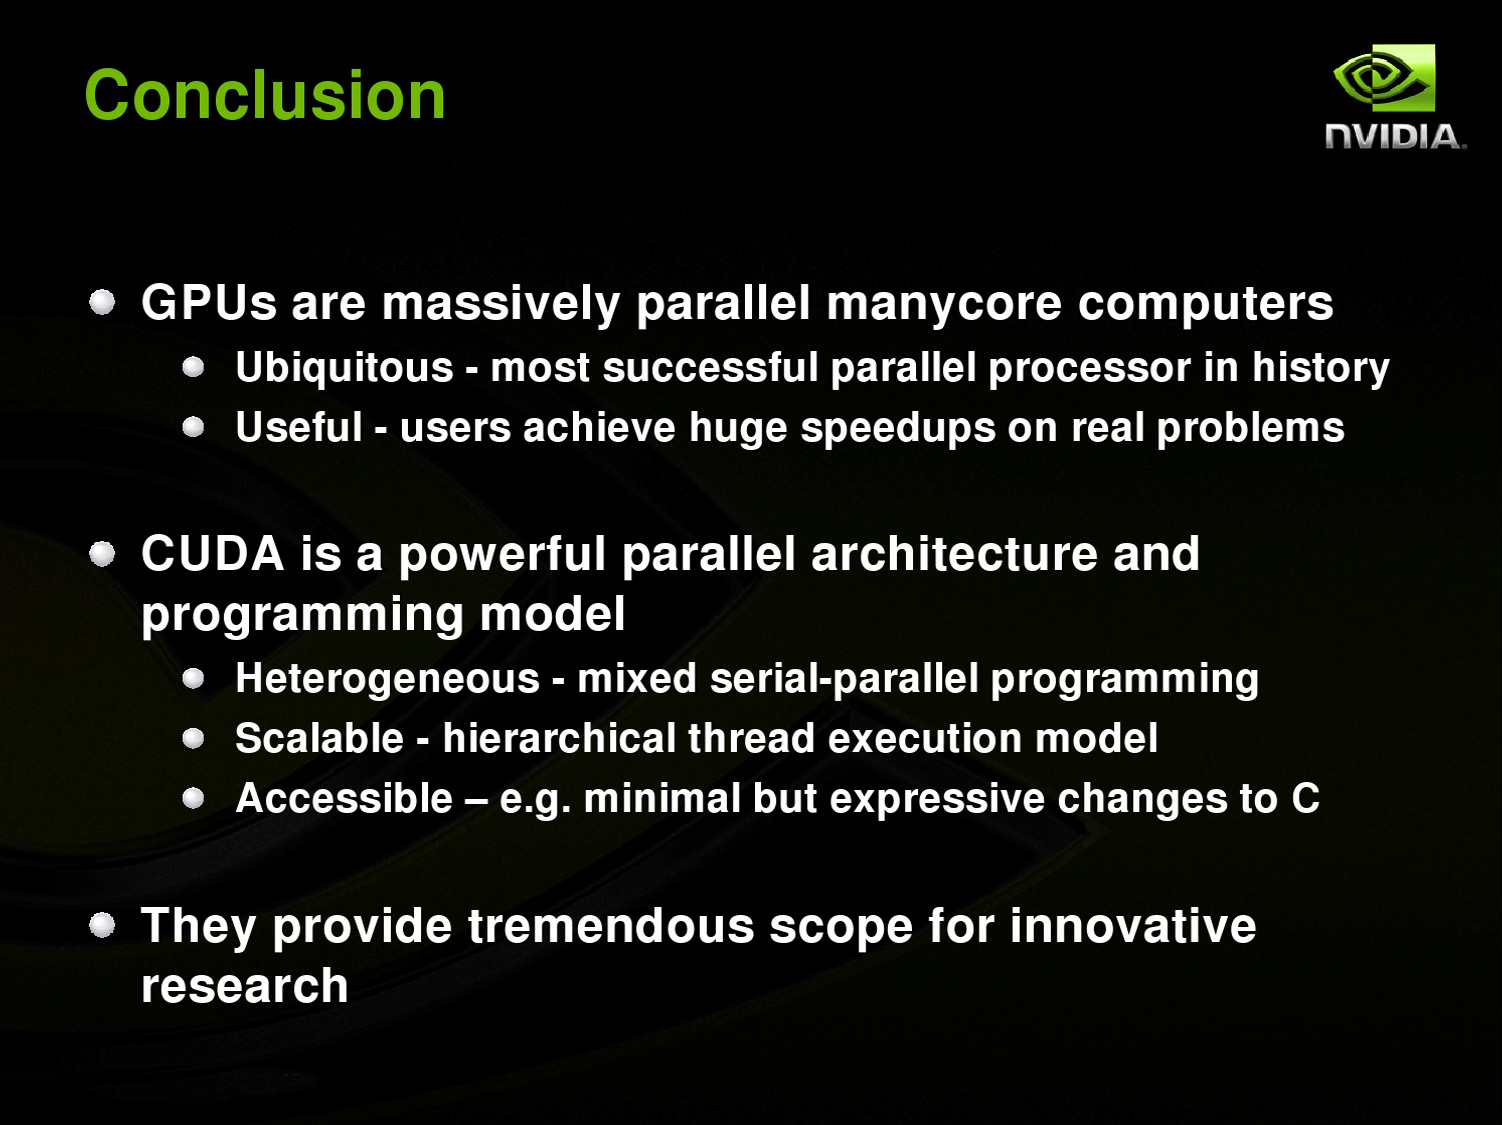 Conclusion
NVIDIA®
GPUs are massively parallel manycore computers
Ubiquitous - most successful parallel processor in history
Useful - users achieve huge speedups on real problems
CUDA is a powerful parallel architecture and
programming model
Heterogeneous - mixed serial-parallel programming
Scalable - hierarchical thread execution model
Accessible – e.g. minimal but expressive changes to C
They provide tremendous scope for innovative
research